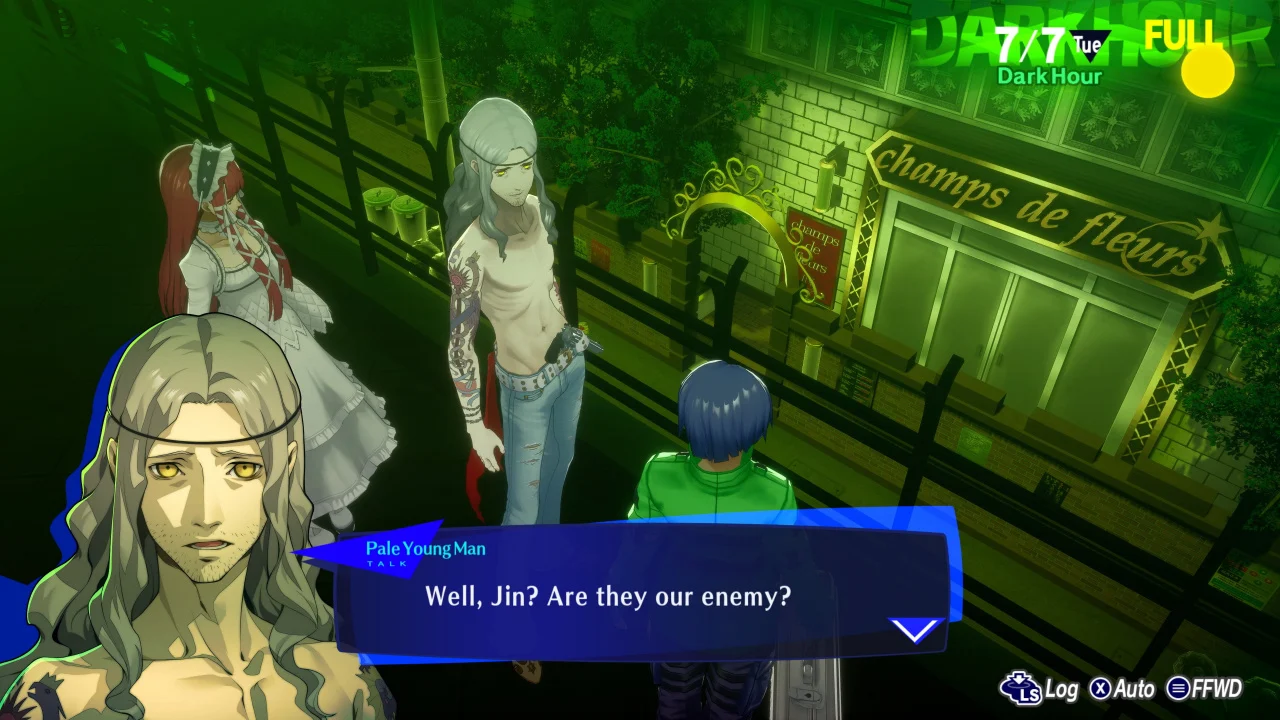 DARK HOUR
7/7 Tue
FULL
Dark Hour
champs de fleurs
champs
de
fleurs
Pale Young Man
TALK
Well, Jin? Are they our enemy?
LS Log X Auto FFWD